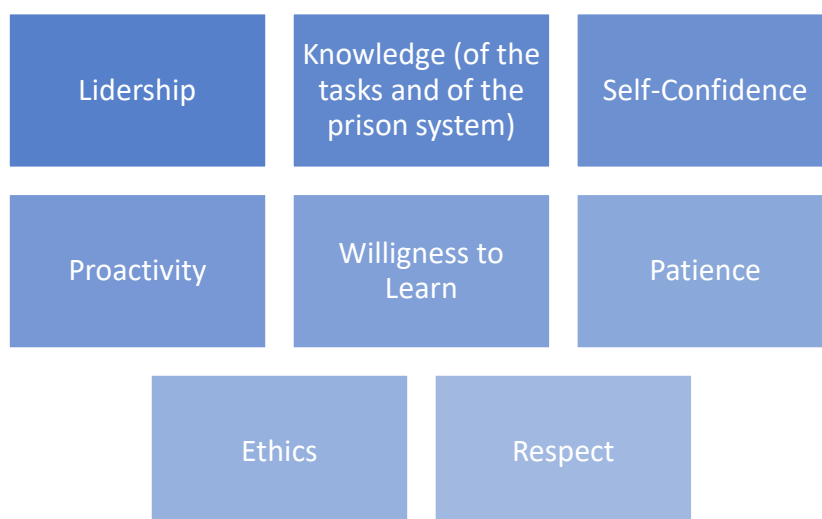 Lidership
Knowledge (of the
tasks and of the
prison system)
Self-Confidence
Proactivity
Willigness to
Learn
Patience
Ethics
Respect